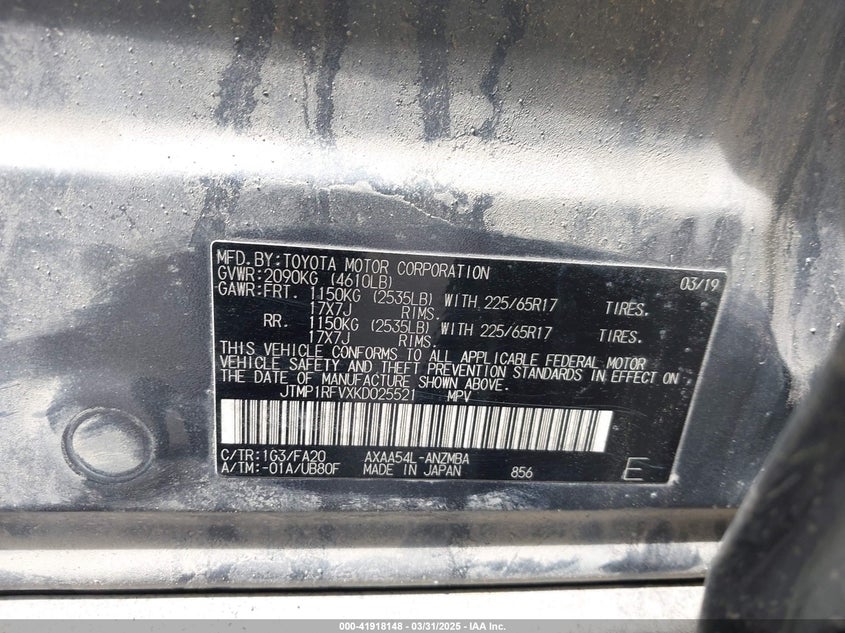 MFD.BY:TOYOTA MOTOR CORPORATION 03/19
GVWR:2090KG (4610LB)
GAWR:FRT. 1150KG (2535LB) WITH 225/65R17 TIRES.
17X7J RIMS.
RR. 1150KG (2535LB) WITH 225/65R17 TIRES.
17X7J RIMS.
THIS VEHICLE CONFORMS TO ALL APPLICABLE FEDERAL MOTOR
VEHICLE SAFETY AND THEFT PREVENTION STANDARDS IN EFFECT ON
THE DATE OF MANUFACTURE SHOWN ABOVE.
JTMP1RFVXKD025521 MPV
C/TR:1G3/FA20 AXAA54L-ANZMBA
A/TM:-01A/UB80F MADE IN JAPAN 856 E
000-41918148 - 03/31/2025 - IAA Inc.